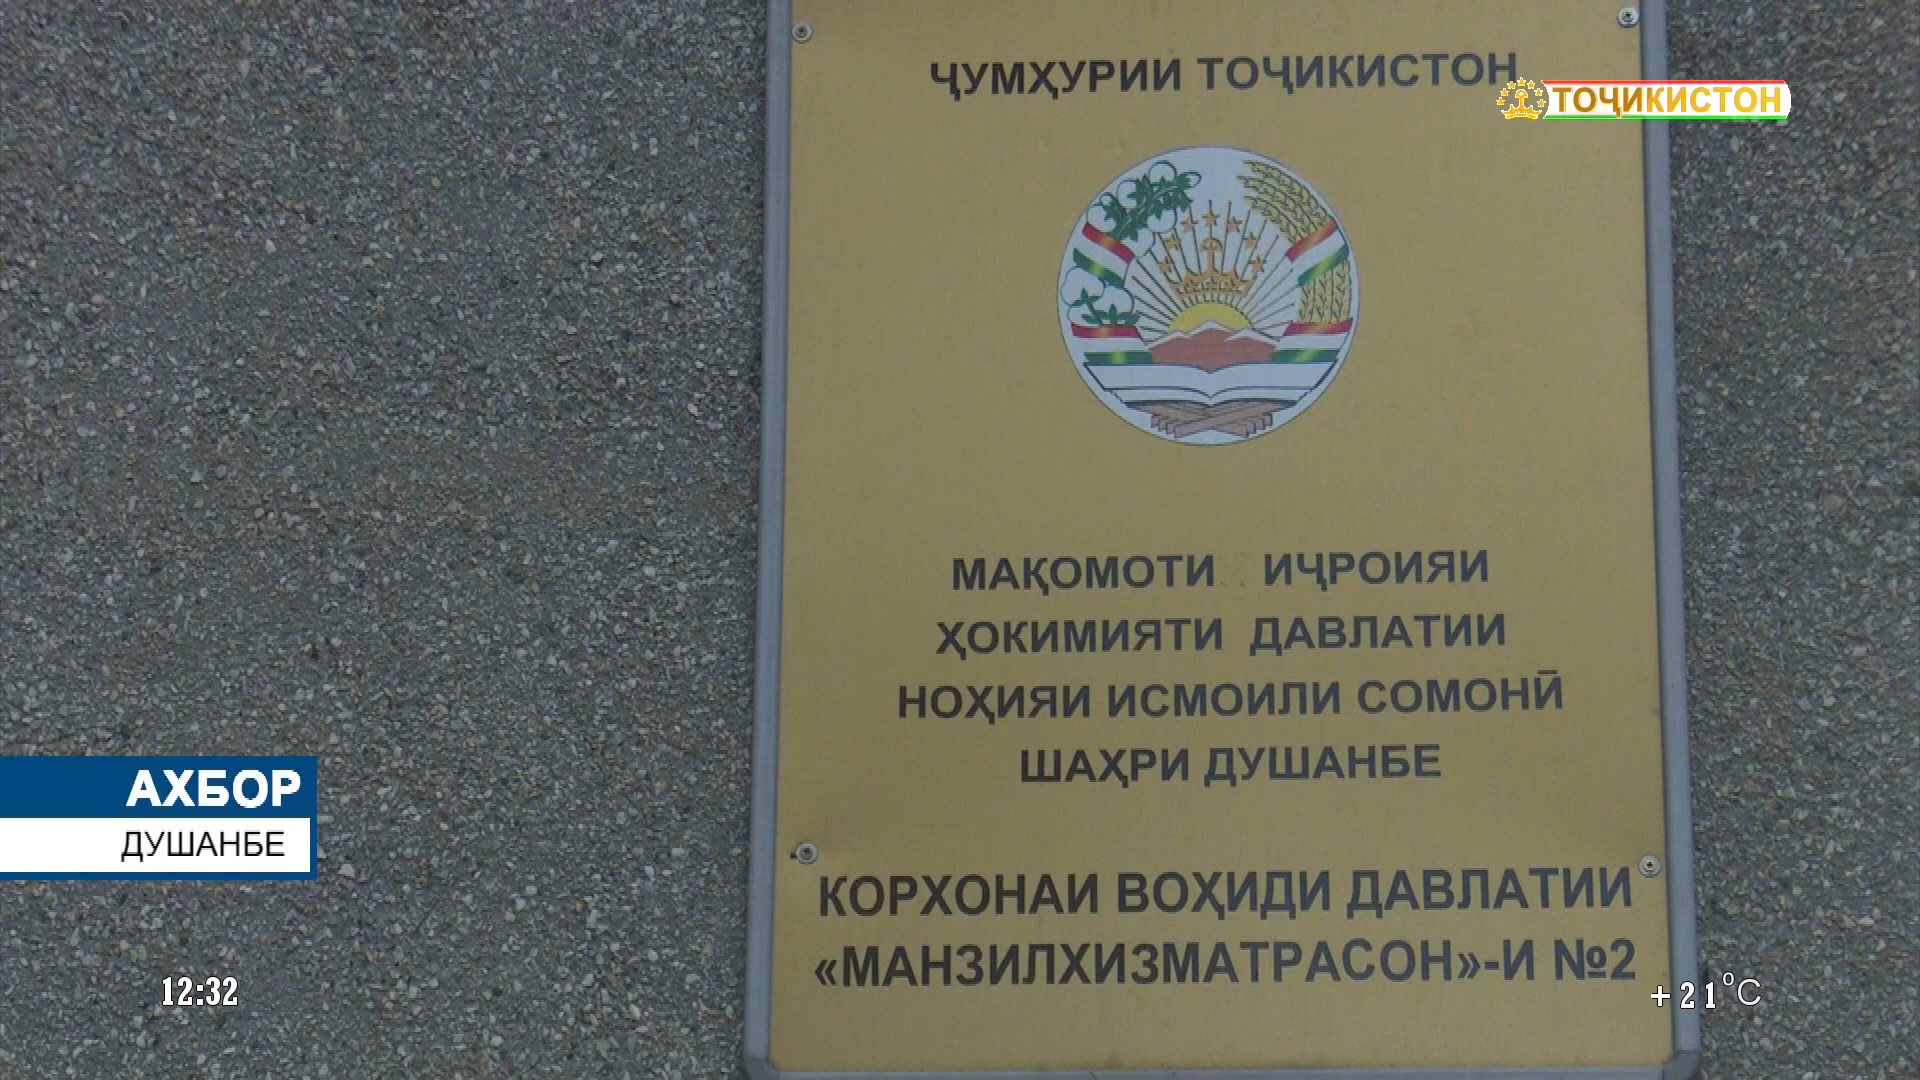 ҶУМҲУРИИ ТОҶИКИСТОН
ТОҶИКИСТОН
МАҚОМОТИ ИҶРОИЯИ
ҲОКИМИЯТИ ДАВЛАТИИ
НОҲИЯИ ИСМОИЛИ СОМОНӢ
ШАҲРИ ДУШАНБЕ
АХБОР
ДУШАНБЕ
КОРХОНАИ ВОҲИДИ ДАВЛАТИИ
«МАНЗИЛХИЗМАТРАСОН»-И №2
12:32
+21°C